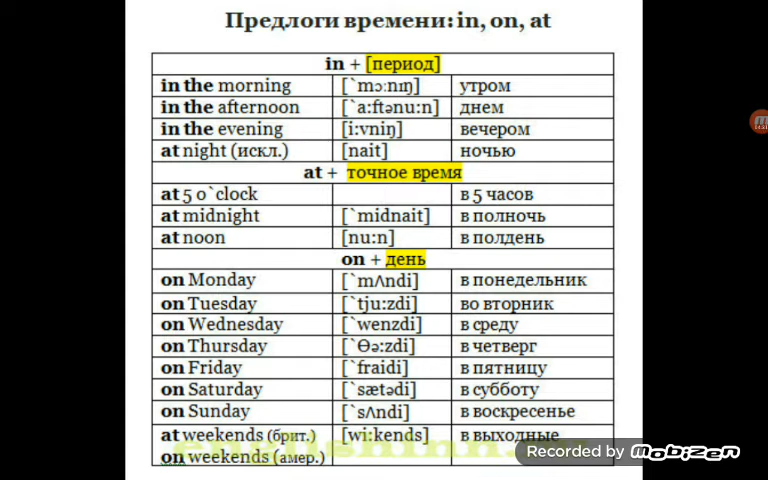 Предлоги времени: in, on, at
in + [период]
in the morning [`mɔ:nɪŋ] утром
in the afternoon [`a:ftənu:n] днем
in the evening [i:vniŋ] вечером
at night (искл.) [nait] ночью
at + точное время
at 5 o`clock в 5 часов
at midnight [`midnait] в полночь
at noon [nu:n] в полдень
on + день
on Monday [`mʌndi] в понедельник
on Tuesday [`tju:zdi] во вторник
on Wednesday [`wenzdi] в среду
on Thursday [`Өə:zdi] в четверг
on Friday [`fraidi] в пятницу
on Saturday [`sætədi] в субботу
on Sunday [`sʌndi] в воскресенье
at weekends (брит.) [wi:kends] в выходные
on weekends (амер.)
Recorded by Mobizen